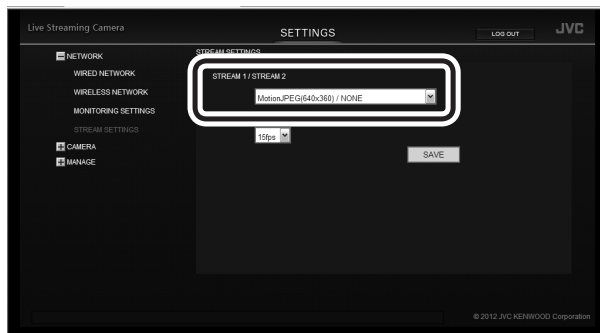 Live Streaming Camera
SETTINGS
LOG OUT
JVC
NETWORK
WIRED NETWORK
WIRELESS NETWORK
MONITORING SETTINGS
STREAM SETTINGS
CAMERA
MANAGE
STREAM SETTINGS
STREAM 1 / STREAM 2
MotionJPEG(640x360) / NONE
15fps
SAVE
© 2012 JVC KENWOOD Corporation